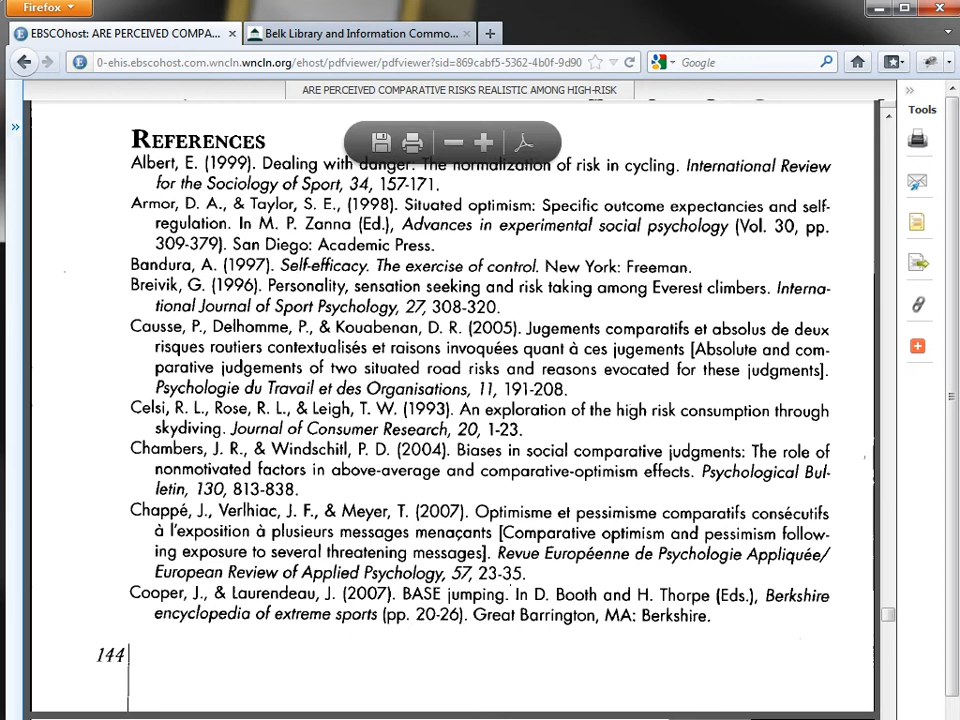 Firefox
EBSCOhost: ARE PERCEIVED COMPA...
Belk Library and Information Commo...
0-ehis.ebscohost.com.wncln.wncln.org/ehost/pdfviewer/pdfviewer?sid=869cabf5-5362-4b0f-9d90
Google
ARE PERCEIVED COMPARATIVE RISKS REALISTIC AMONG HIGH-RISK
Tools
REFERENCES
Albert, E. (1999). Dealing with danger: The normalization of risk in cycling. International Review
for the Sociology of Sport, 34, 157-171.
Armor, D. A., & Taylor, S. E., (1998). Situated optimism: Specific outcome expectancies and self-
regulation. In M. P. Zanna (Ed.), Advances in experimental social psychology (Vol. 30, pp.
309-379). San Diego: Academic Press.
Bandura, A. (1997). Self-efficacy. The exercise of control. New York: Freeman.
Breivik, G. (1996). Personality, sensation seeking and risk taking among Everest climbers. Interna-
tional Journal of Sport Psychology, 27, 308-320.
Causse, P., Delhomme, P., & Kouabenan, D. R. (2005). Jugements comparatifs et absolus de deux
risques routiers contextualisés et raisons invoquées quant à ces jugements [Absolute and com-
parative judgements of two situated road risks and reasons evocated for these judgments].
Psychologie du Travail et des Organisations, 11, 191-208.
Celsi, R. L., Rose, R. L., & Leigh, T. W. (1993). An exploration of the high risk consumption through
skydiving. Journal of Consumer Research, 20, 1-23.
Chambers, J. R., & Windschitl, P. D. (2004). Biases in social comparative judgments: The role of
nonmotivated factors in above-average and comparative-optimism effects. Psychological Bul-
letin, 130, 813-838.
Chappé, J., Verlhiac, J. F., & Meyer, T. (2007). Optimisme et pessimisme comparatifs consécutifs
à l'exposition à plusieurs messages menaçants [Comparative optimism and pessimism follow-
ing exposure to several threatening messages]. Revue Européenne de Psychologie Appliquée/
European Review of Applied Psychology, 57, 23-35.
Cooper, J., & Laurendeau, J. (2007). BASE jumping. In D. Booth and H. Thorpe (Eds.), Berkshire
encyclopedia of extreme sports (pp. 20-26). Great Barrington, MA: Berkshire.
144